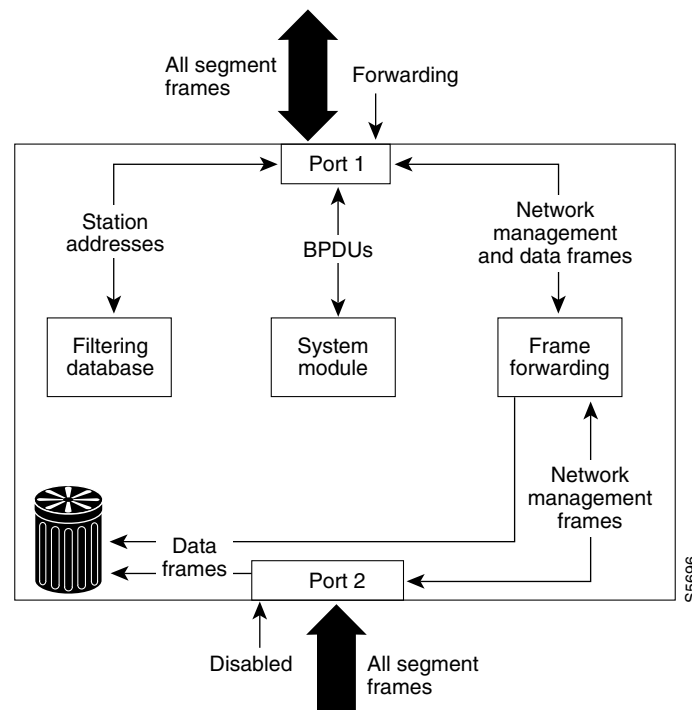 All segment
frames
Forwarding
Port 1
Station
addresses
BPDUs
Network
management
and data frames
Filtering
database
System
module
Frame
forwarding
Network
management
frames
Data
frames
Port 2
S5696
Disabled
All segment
frames